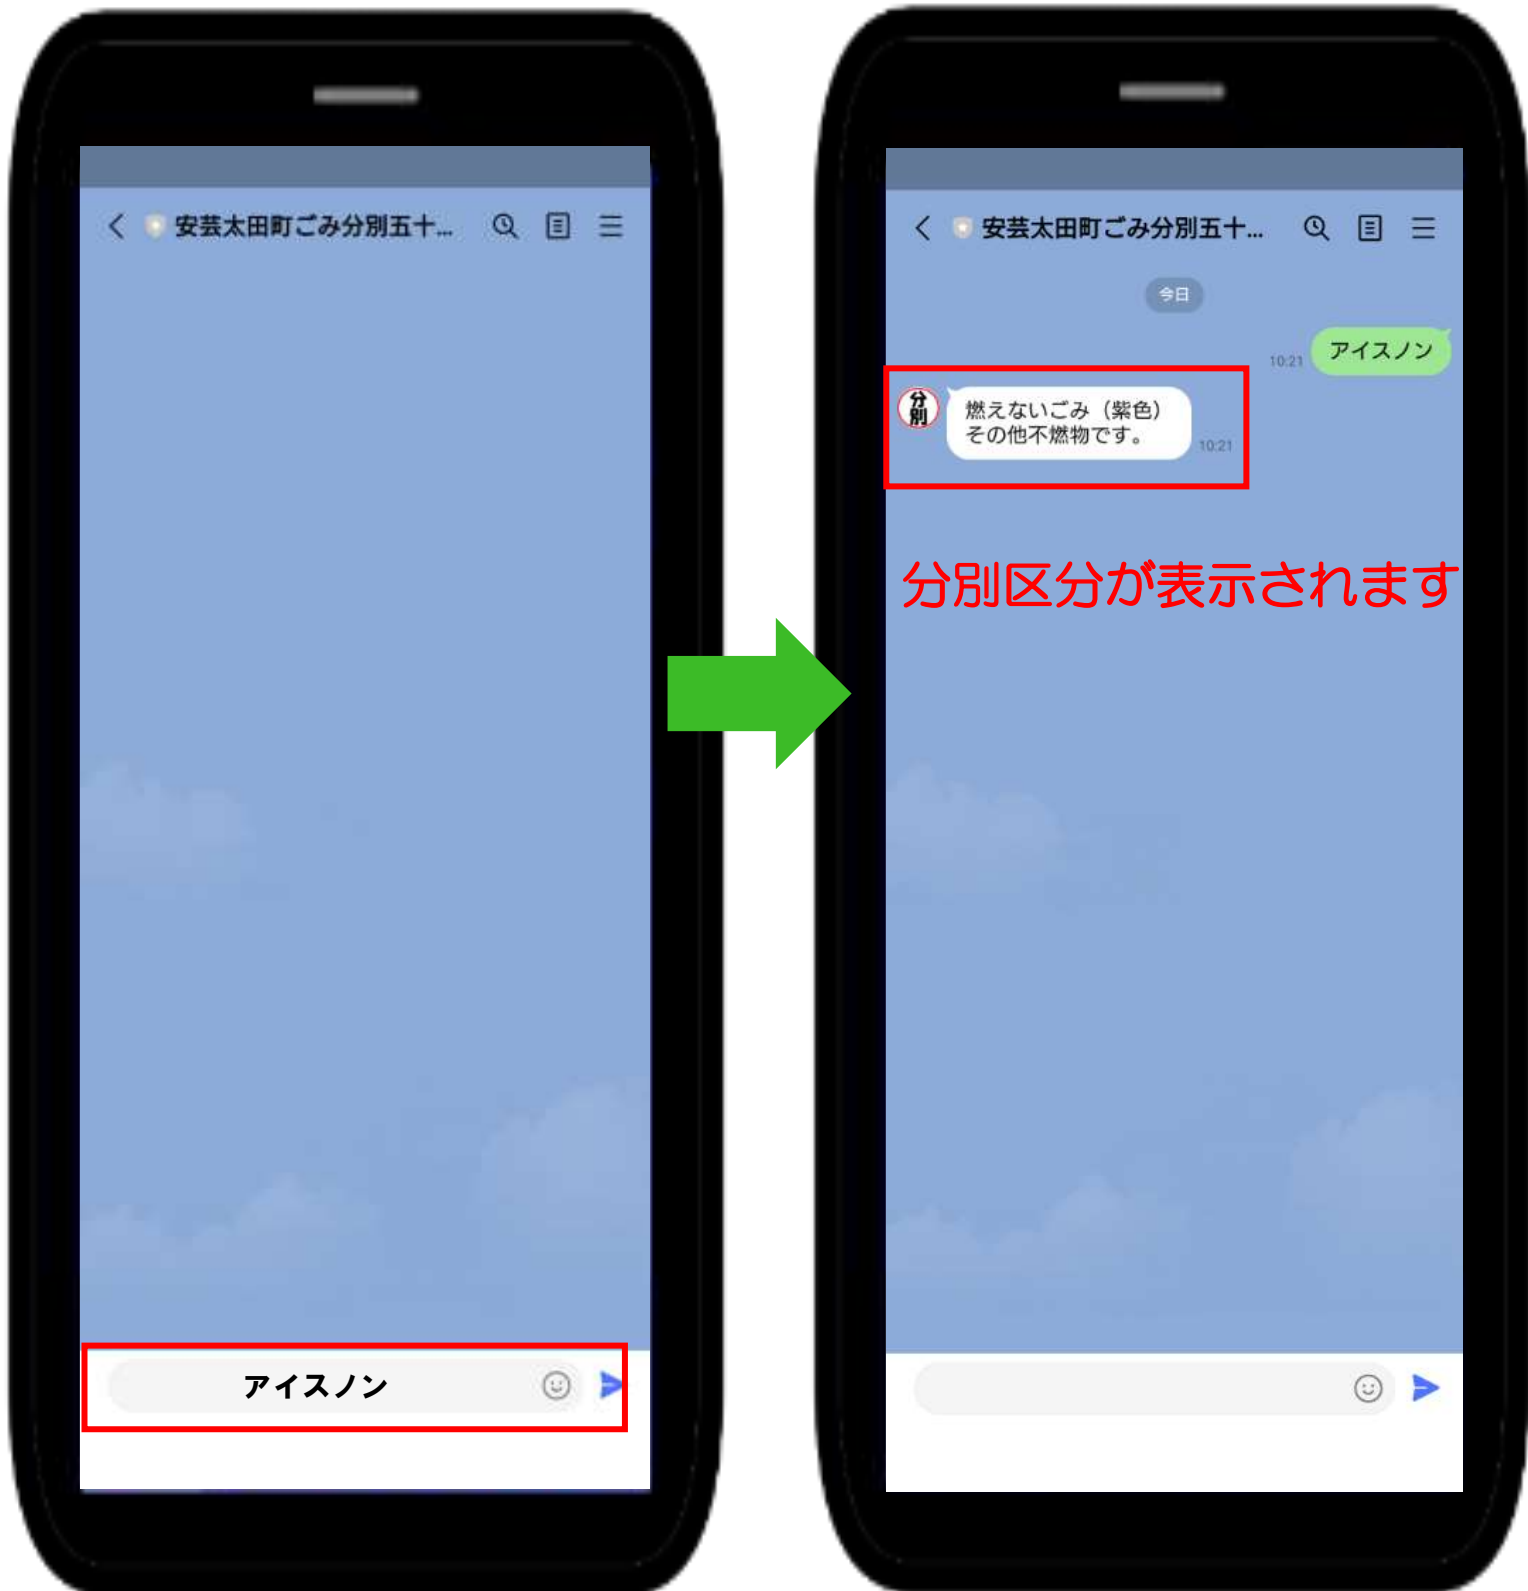 安芸太田町ごみ分別五十...
アイスノン
安芸太田町ごみ分別五十...
今日
10:21 アイスノン
分別
燃えないごみ（紫色）
その他不燃物です。
10:21
分別区分が表示されます